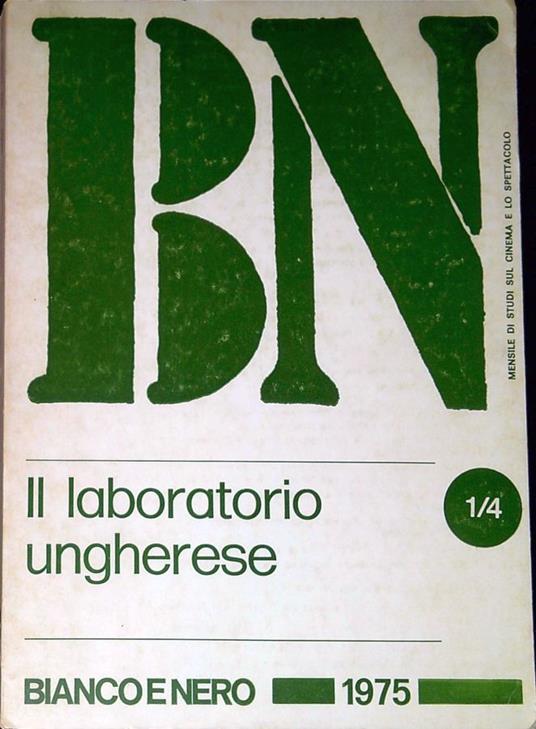 BN
MENSILE DI STUDI SUL CINEMA E LO SPETTACOLO
Il laboratorio
ungherese
1/4
BIANCO E NERO 1975